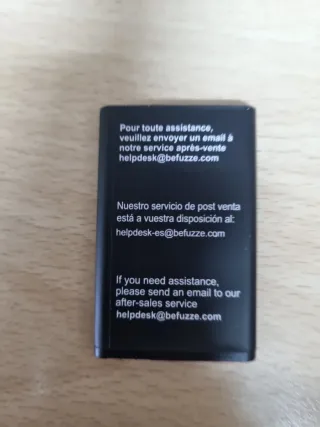 Pour toute assistance,
veuillez envoyer un email à
notre service après-vente
helpdesk@befuzze.com
Nuestro servicio de post venta
está a vuestra disposición al:
helpdesk-es@befuzze.com
If you need assistance,
please send an email to our
after-sales service
helpdesk@befuzze.com